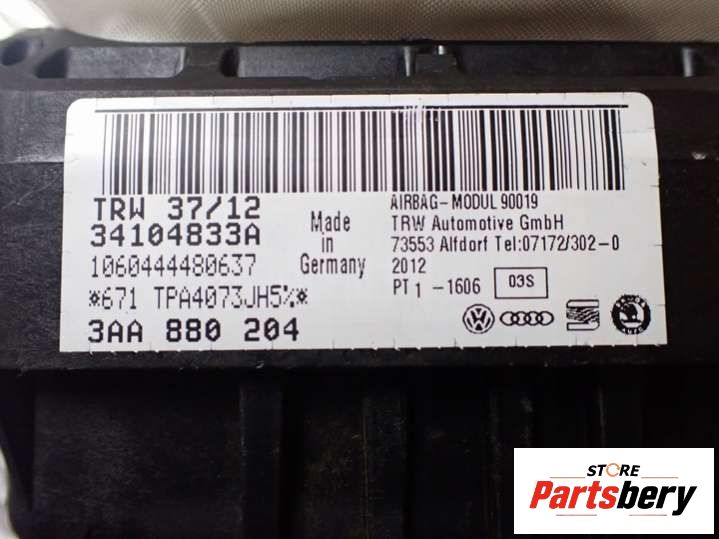 TRW 37/12
34104833A
1060444480637
*671 TPA4073JH5%*
3AA 880 204
Made
in
Germany
AIRBAG-MODUL 90019
TRW Automotive GmbH
73553 Alfdorf Tel:07172/302-0
2012
PT 1 -1606 03S
STORE
Partsbery